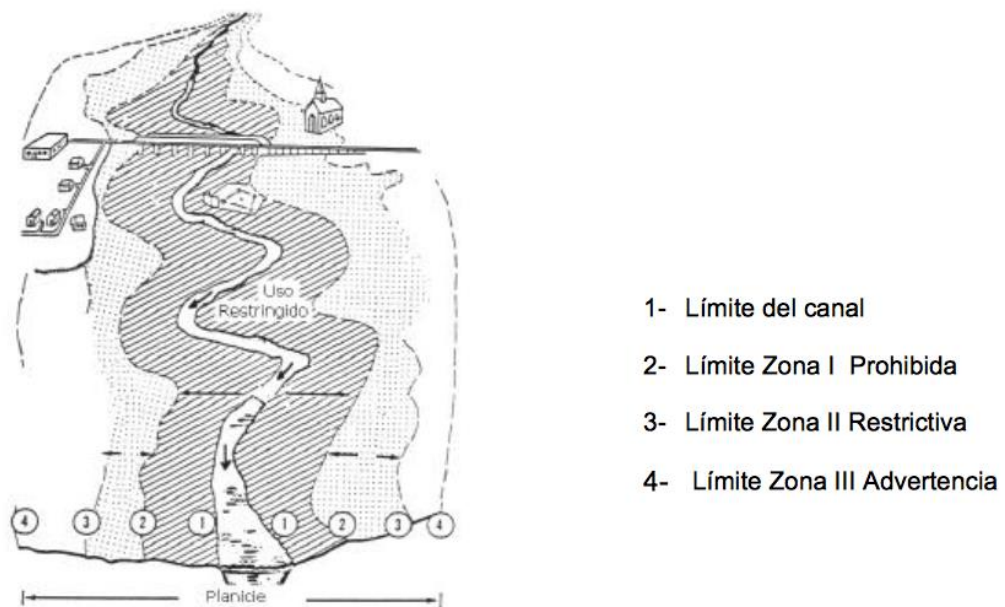 Uso
Restringido
4 3 2 1 1 2 3 4
Planicie
1- Límite del canal
2- Límite Zona I Prohibida
3- Límite Zona II Restrictiva
4- Límite Zona III Advertencia